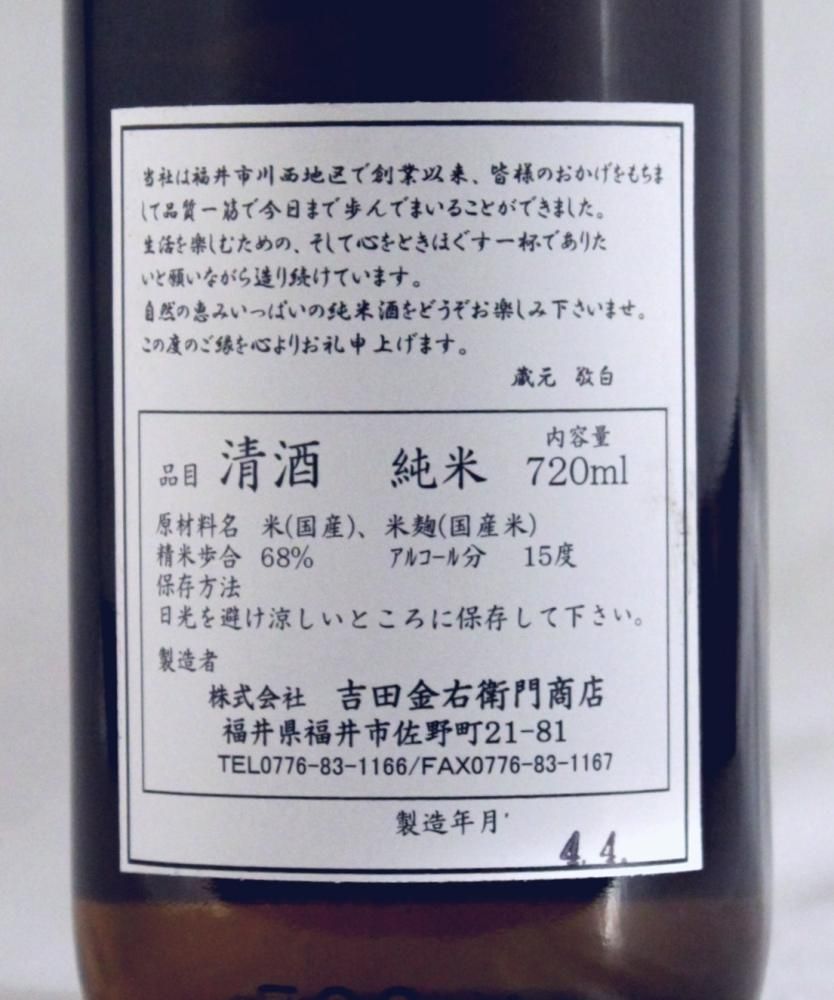 当社は福井市川西地区で創業以来、皆様のおかげをもちま
して品質一筋で今日まで歩んでまいることができました。
生活を楽しむための、そして心をときほぐす一杯でありた
いと願いながら造り続けています。
自然の恵みいっぱいの純米酒をどうぞお楽しみ下さいませ。
この度のご縁を心よりお礼申上げます。
蔵元 敬白
内容量
品目 清酒 純米 720ml
原材料名 米(国産)、米麹(国産米)
精米歩合 68% アルコール分 15度
保存方法
日光を避け涼しいところに保存して下さい。
製造者
株式会社 吉田金右衛門商店
福井県福井市佐野町21-81
TEL0776-83-1166/FAX0776-83-1167
製造年月
4.4.